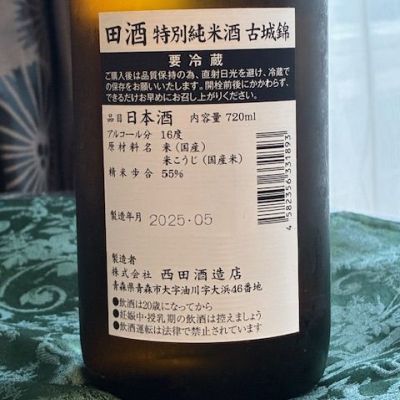 田酒 特別純米酒 古城錦
要冷蔵
ご購入後は品質保持の為、直射日光を避け、冷蔵で
の保存をお願いいたします。開栓前後にかかわらず、
できるだけお早めにお召し上がりください。
品目 日本酒 内容量 720ml
アルコール分 16度
原材料名 米(国産)
米こうじ(国産米)
精米歩合 55%
4582356331893
製造年月 2025.05
製造者
株式会社 西田酒造店
青森県青森市大字油川字大浜46番地
●飲酒は20歳になってから
●妊娠中・授乳期の飲酒は控えましょう
●飲酒運転は法律で禁止されています